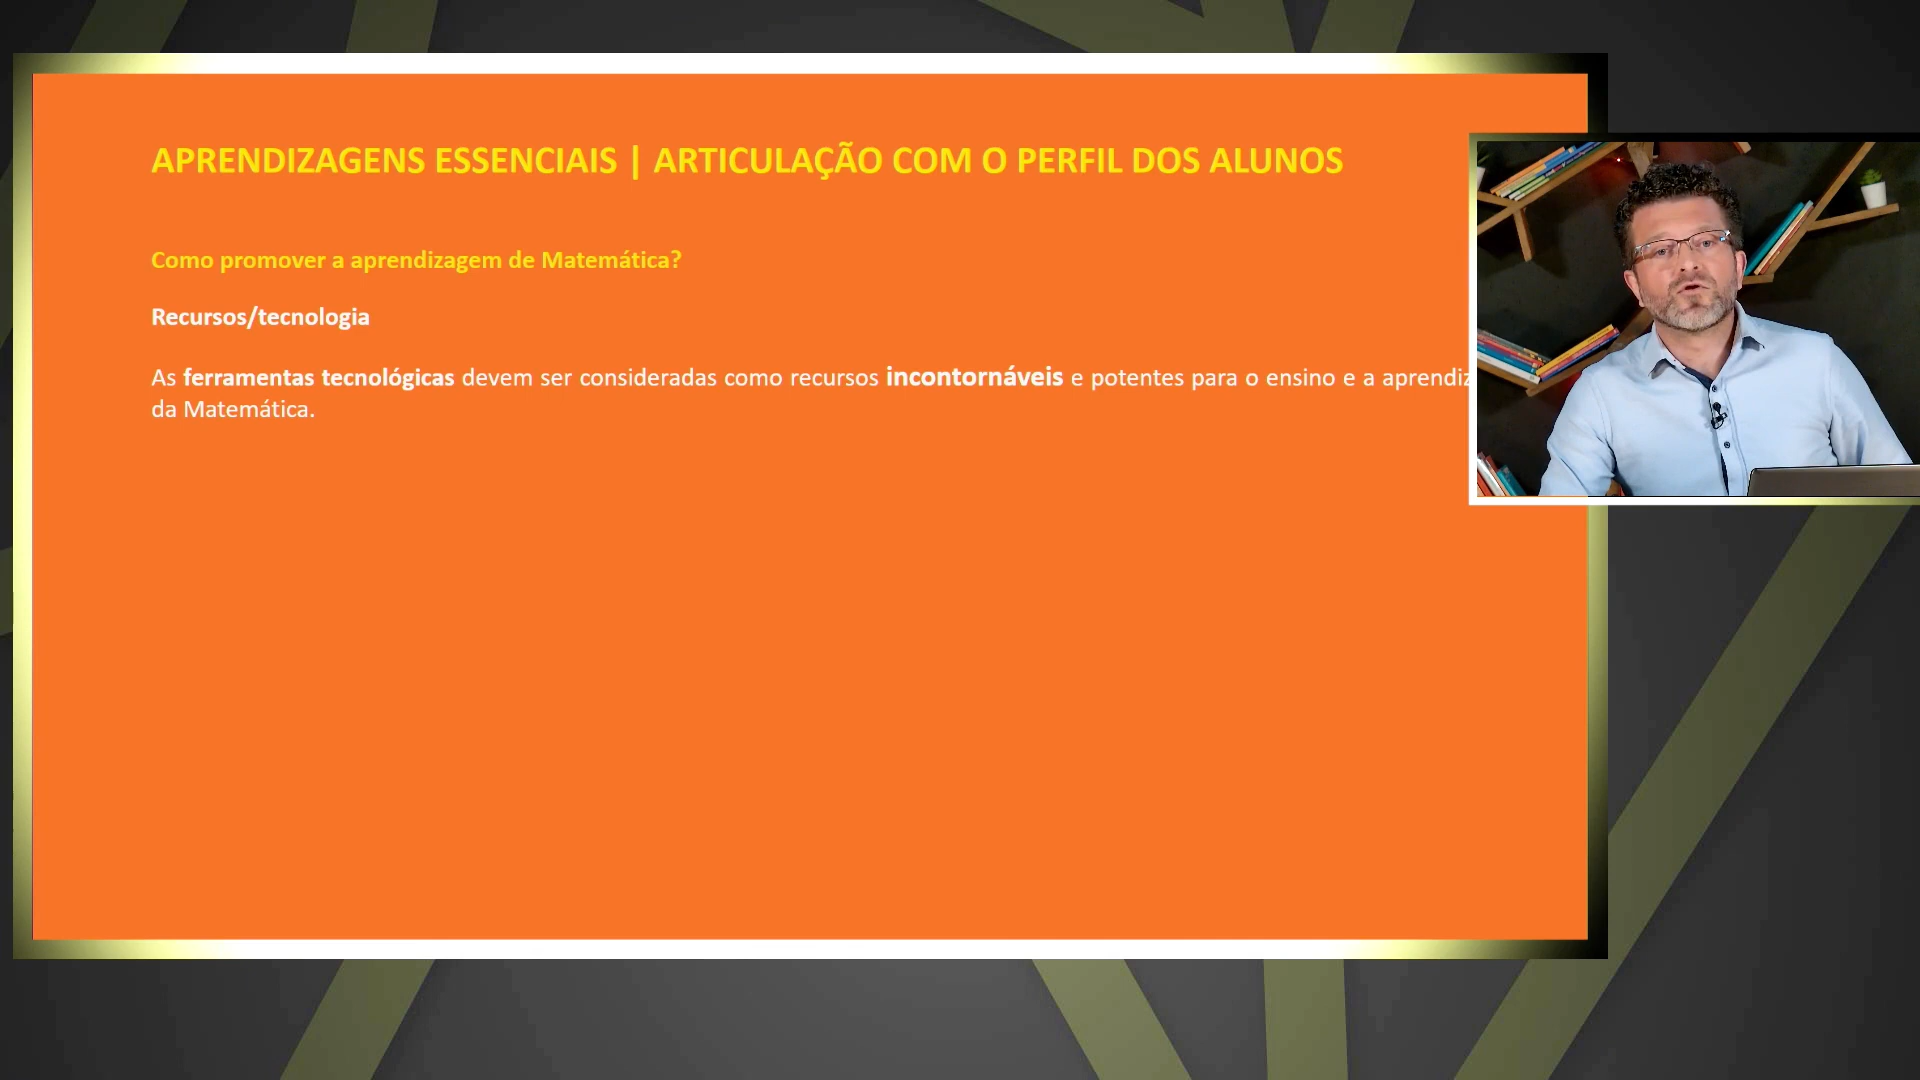 APRENDIZAGENS ESSENCIAIS | ARTICULAÇÃO COM O PERFIL DOS ALUNOS
Como promover a aprendizagem de Matemática?
Recursos/tecnologia
As ferramentas tecnológicas devem ser consideradas como recursos incontornáveis e potentes para o ensino e a
da Matemática.